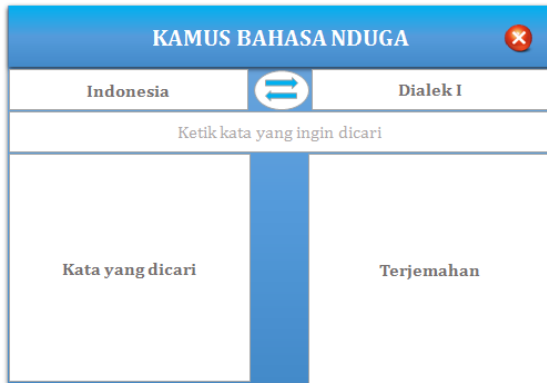 KAMUS BAHASA NDUGA
Indonesia
Dialek I
Ketik kata yang ingin dicari
Kata yang dicari
Terjemahan